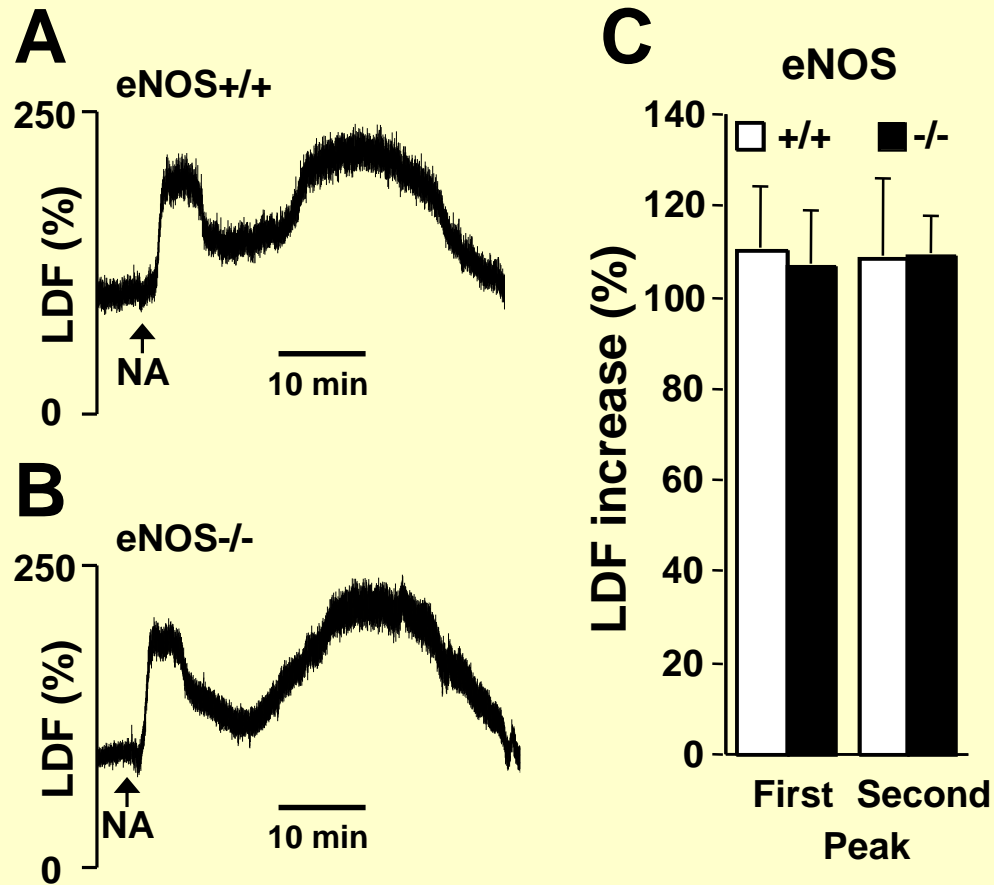 A
eNOS+/+
250
LDF (%)
NA
10 min
0
B
eNOS-/-
250
LDF (%)
NA
10 min
0
C
eNOS
+/+ -/-
140
120
100
80
60
40
20
0
LDF increase (%)
First Second
Peak